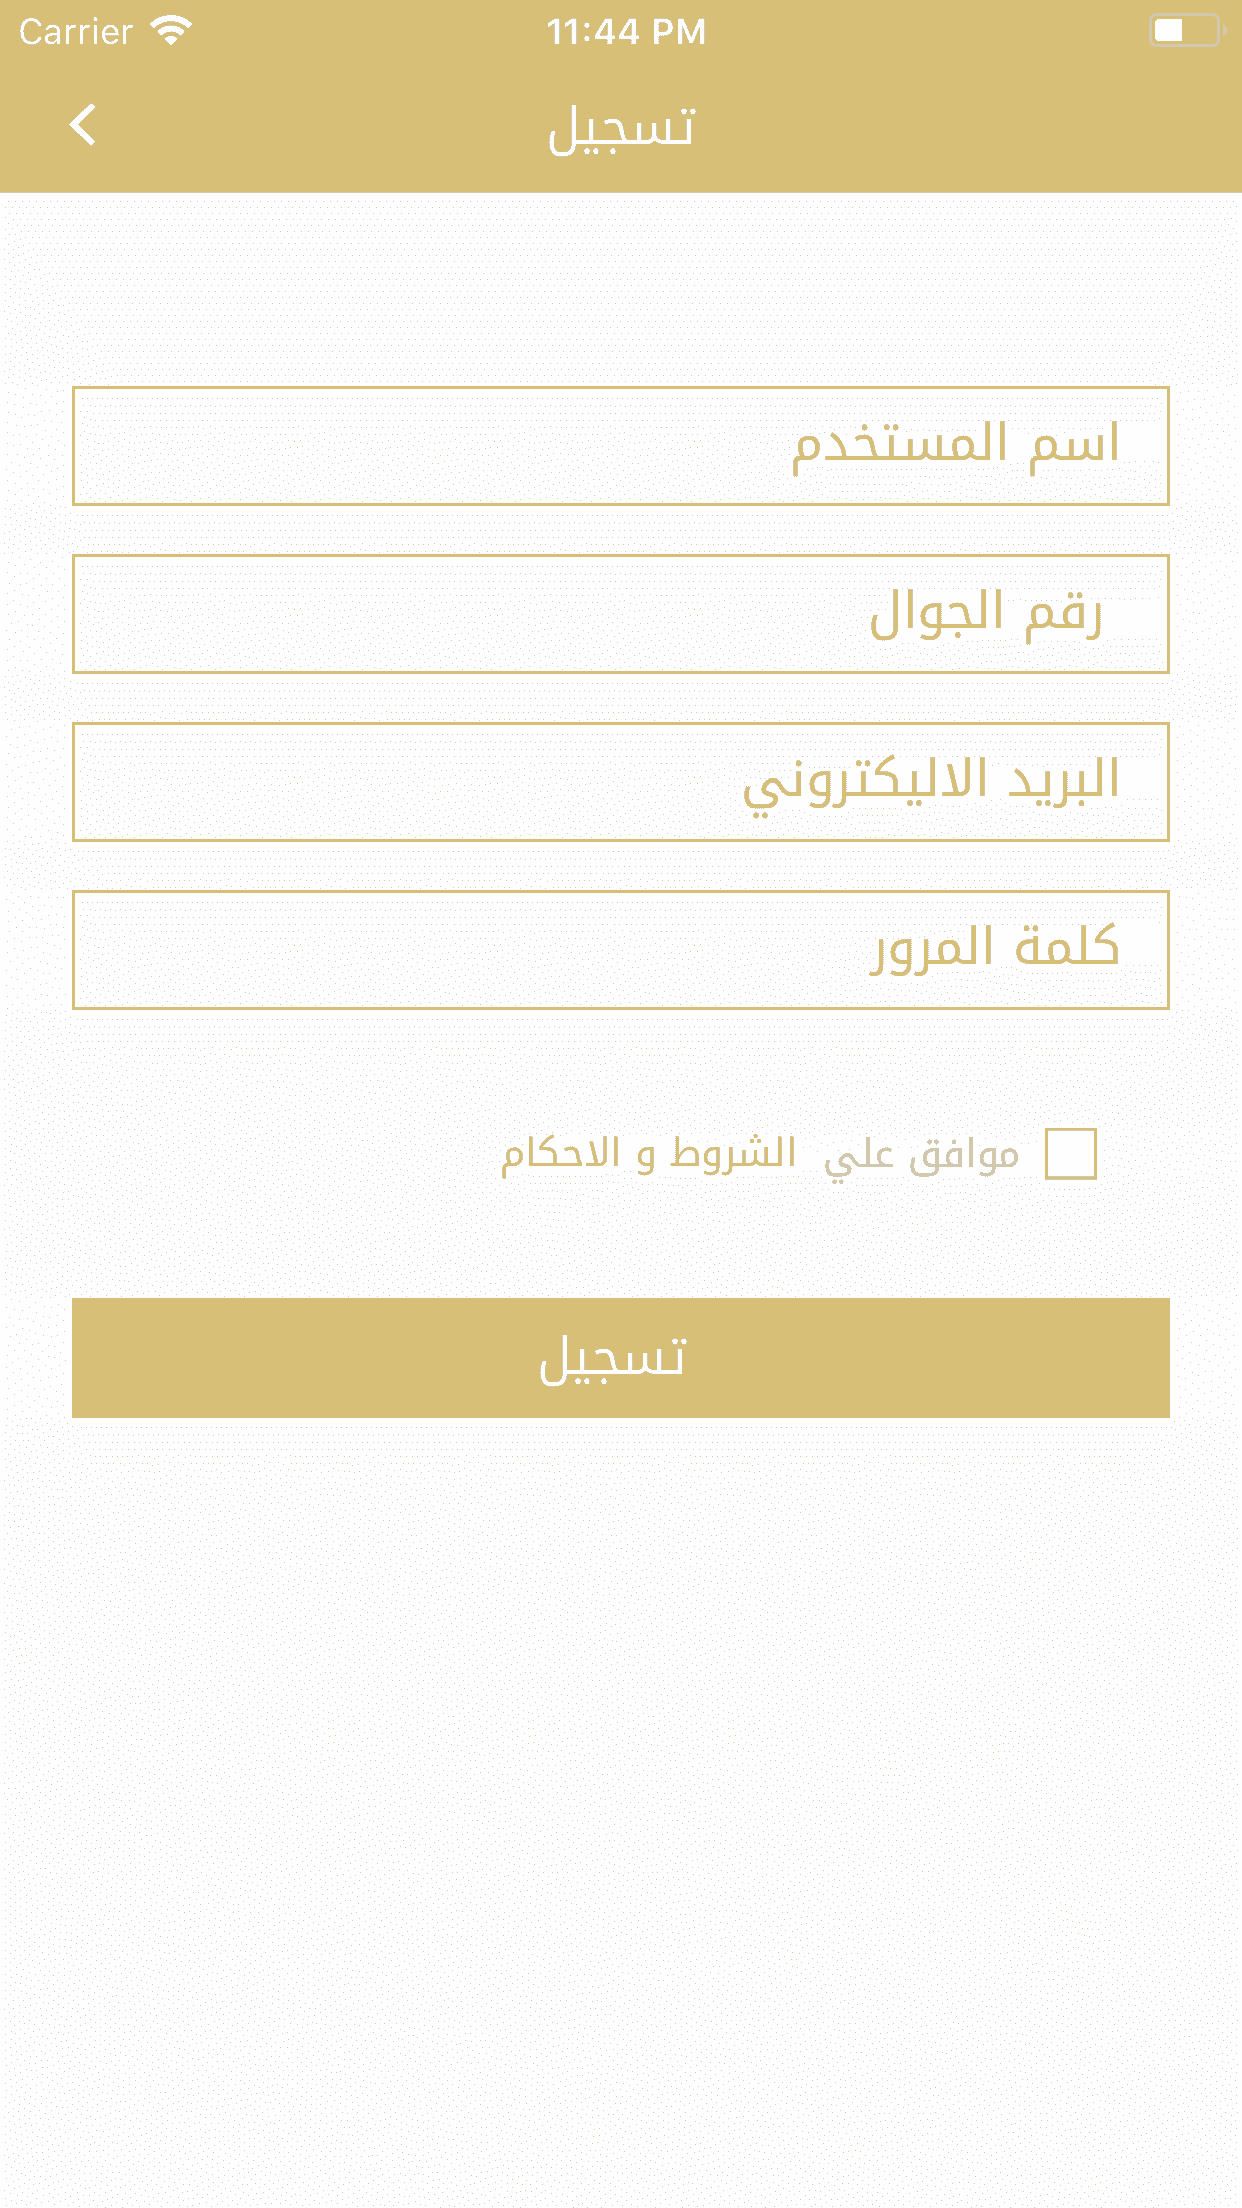 Carrier 11:44 PM
تسجيل
اسم المستخدم
رقم الجوال
البريد الاليكتروني
كلمة المرور
موافق علي الشروط و الاحكام
تسجيل